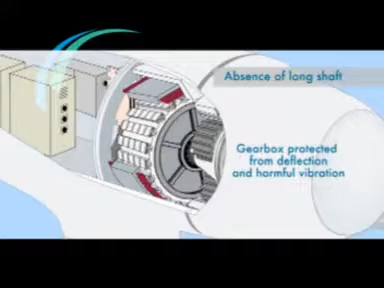 Absence of long shaft
Gearbox protected
from deflection
and harmful vibration